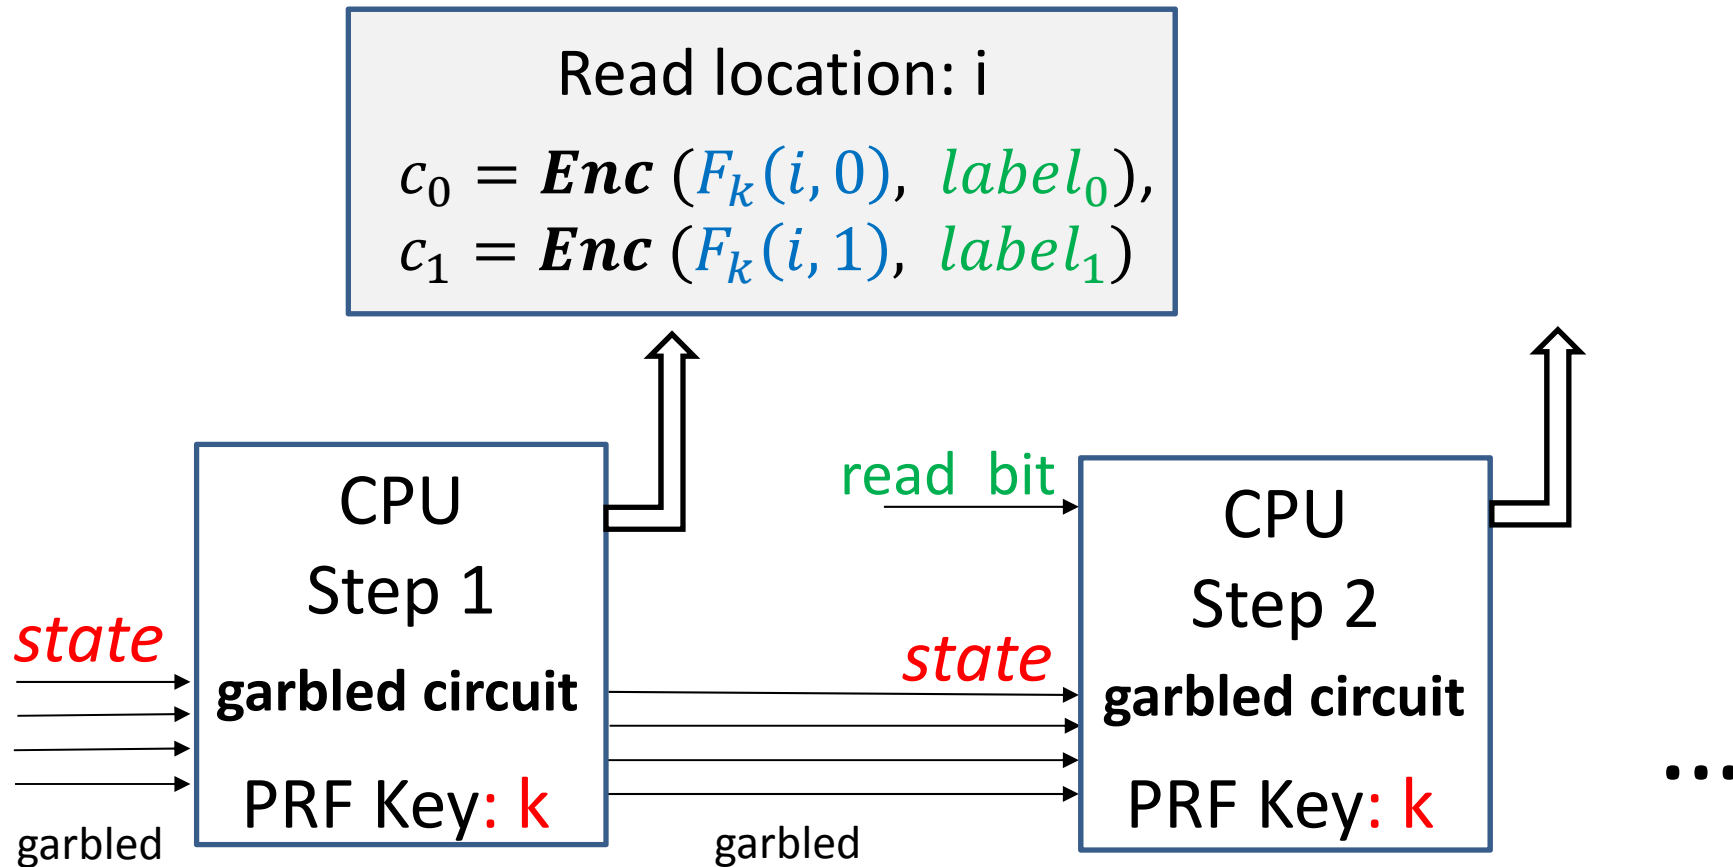 Read location: i
c₀ = Enc (F_k(i, 0), label₀),
c₁ = Enc (F_k(i, 1), label₁)
CPU
Step 1
garbled circuit
PRF Key: k
state
garbled
read bit
state
garbled
CPU
Step 2
garbled circuit
PRF Key: k
...